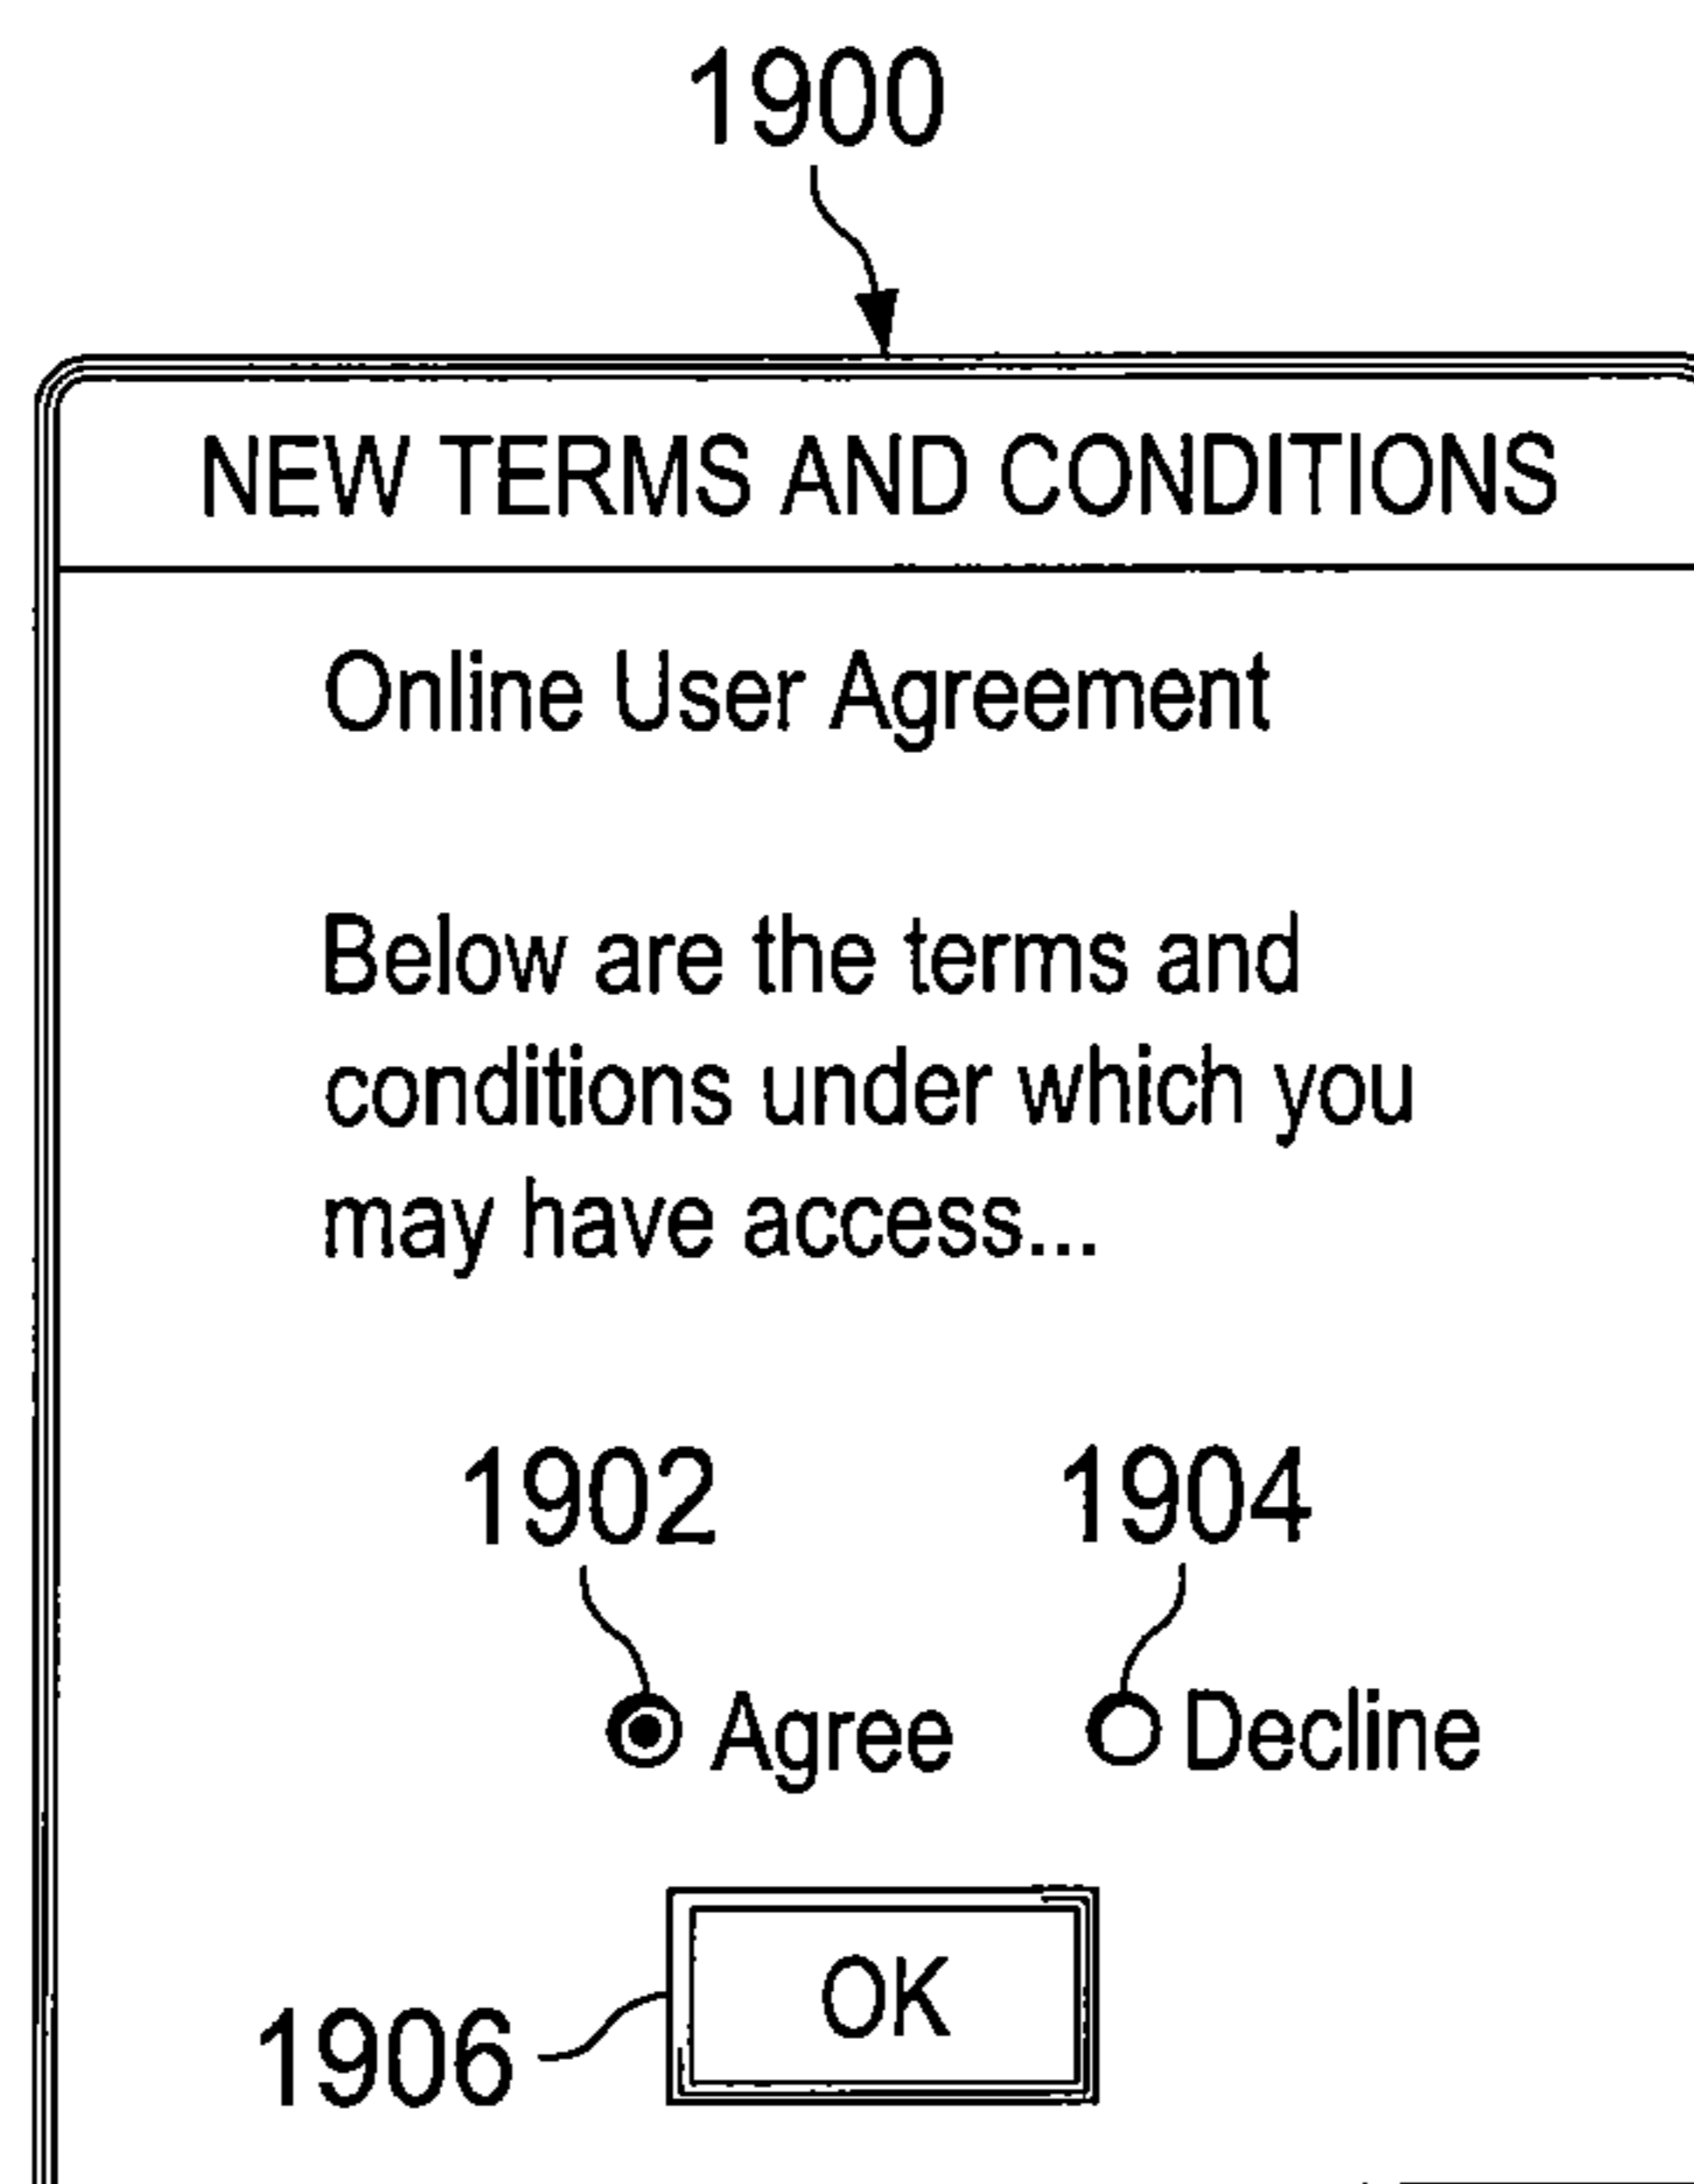 1900
NEW TERMS AND CONDITIONS
Online User Agreement
Below are the terms and
conditions under which you
may have access...
1902 1904
Agree Decline
OK
1906